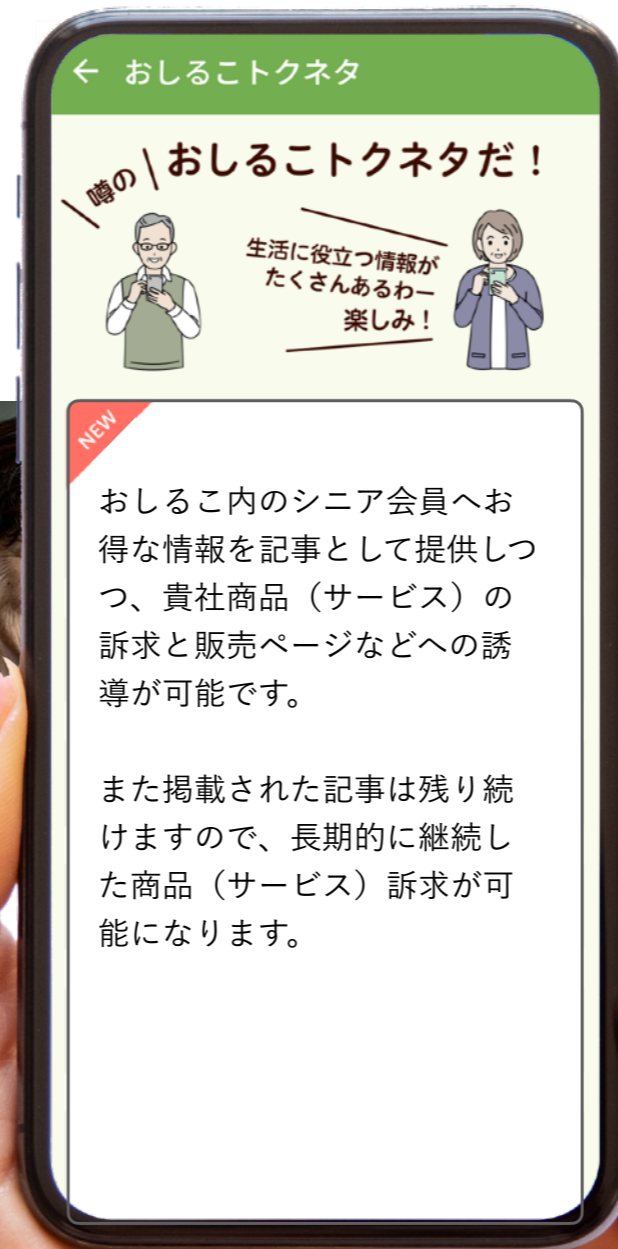 ← おしるこトクネタ
噂の
おしるこトクネタだ！
生活に役立つ情報が
たくさんあるわー
楽しみ！
NEW
おしるこ内のシニア会員へお
得な情報を記事として提供しつ
つ、貴社商品（サービス）の
訴求と販売ページなどへの誘
導が可能です。
また掲載された記事は残り続
けますので、長期的に継続し
た商品（サービス）訴求が可
能になります。